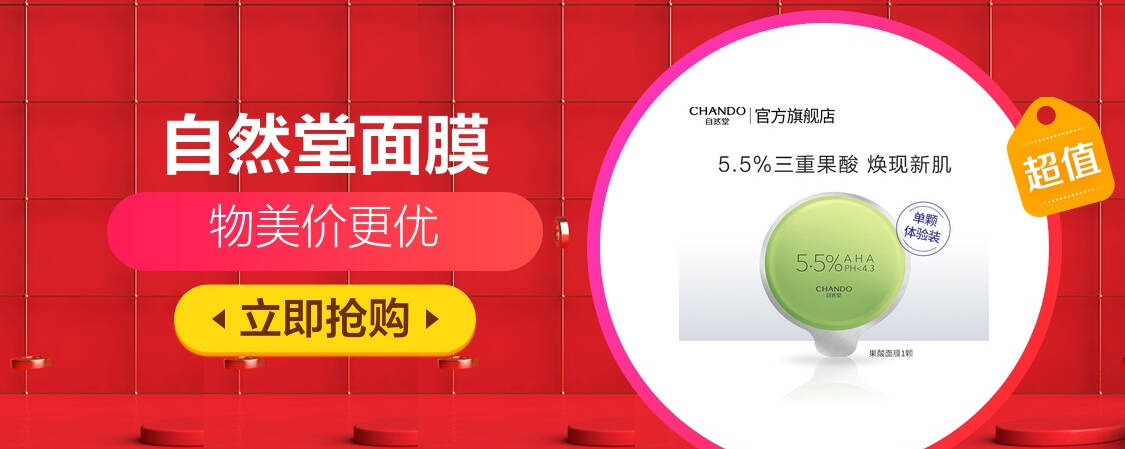 自然堂面膜
物美价更优
立即抢购
CHANDO
自然堂
官方旗舰店
5.5%三重果酸 焕现新肌
超值
单颗
体验装
5.5% AHA
PH<4.3
CHANDO
自然堂
果酸面膜1颗